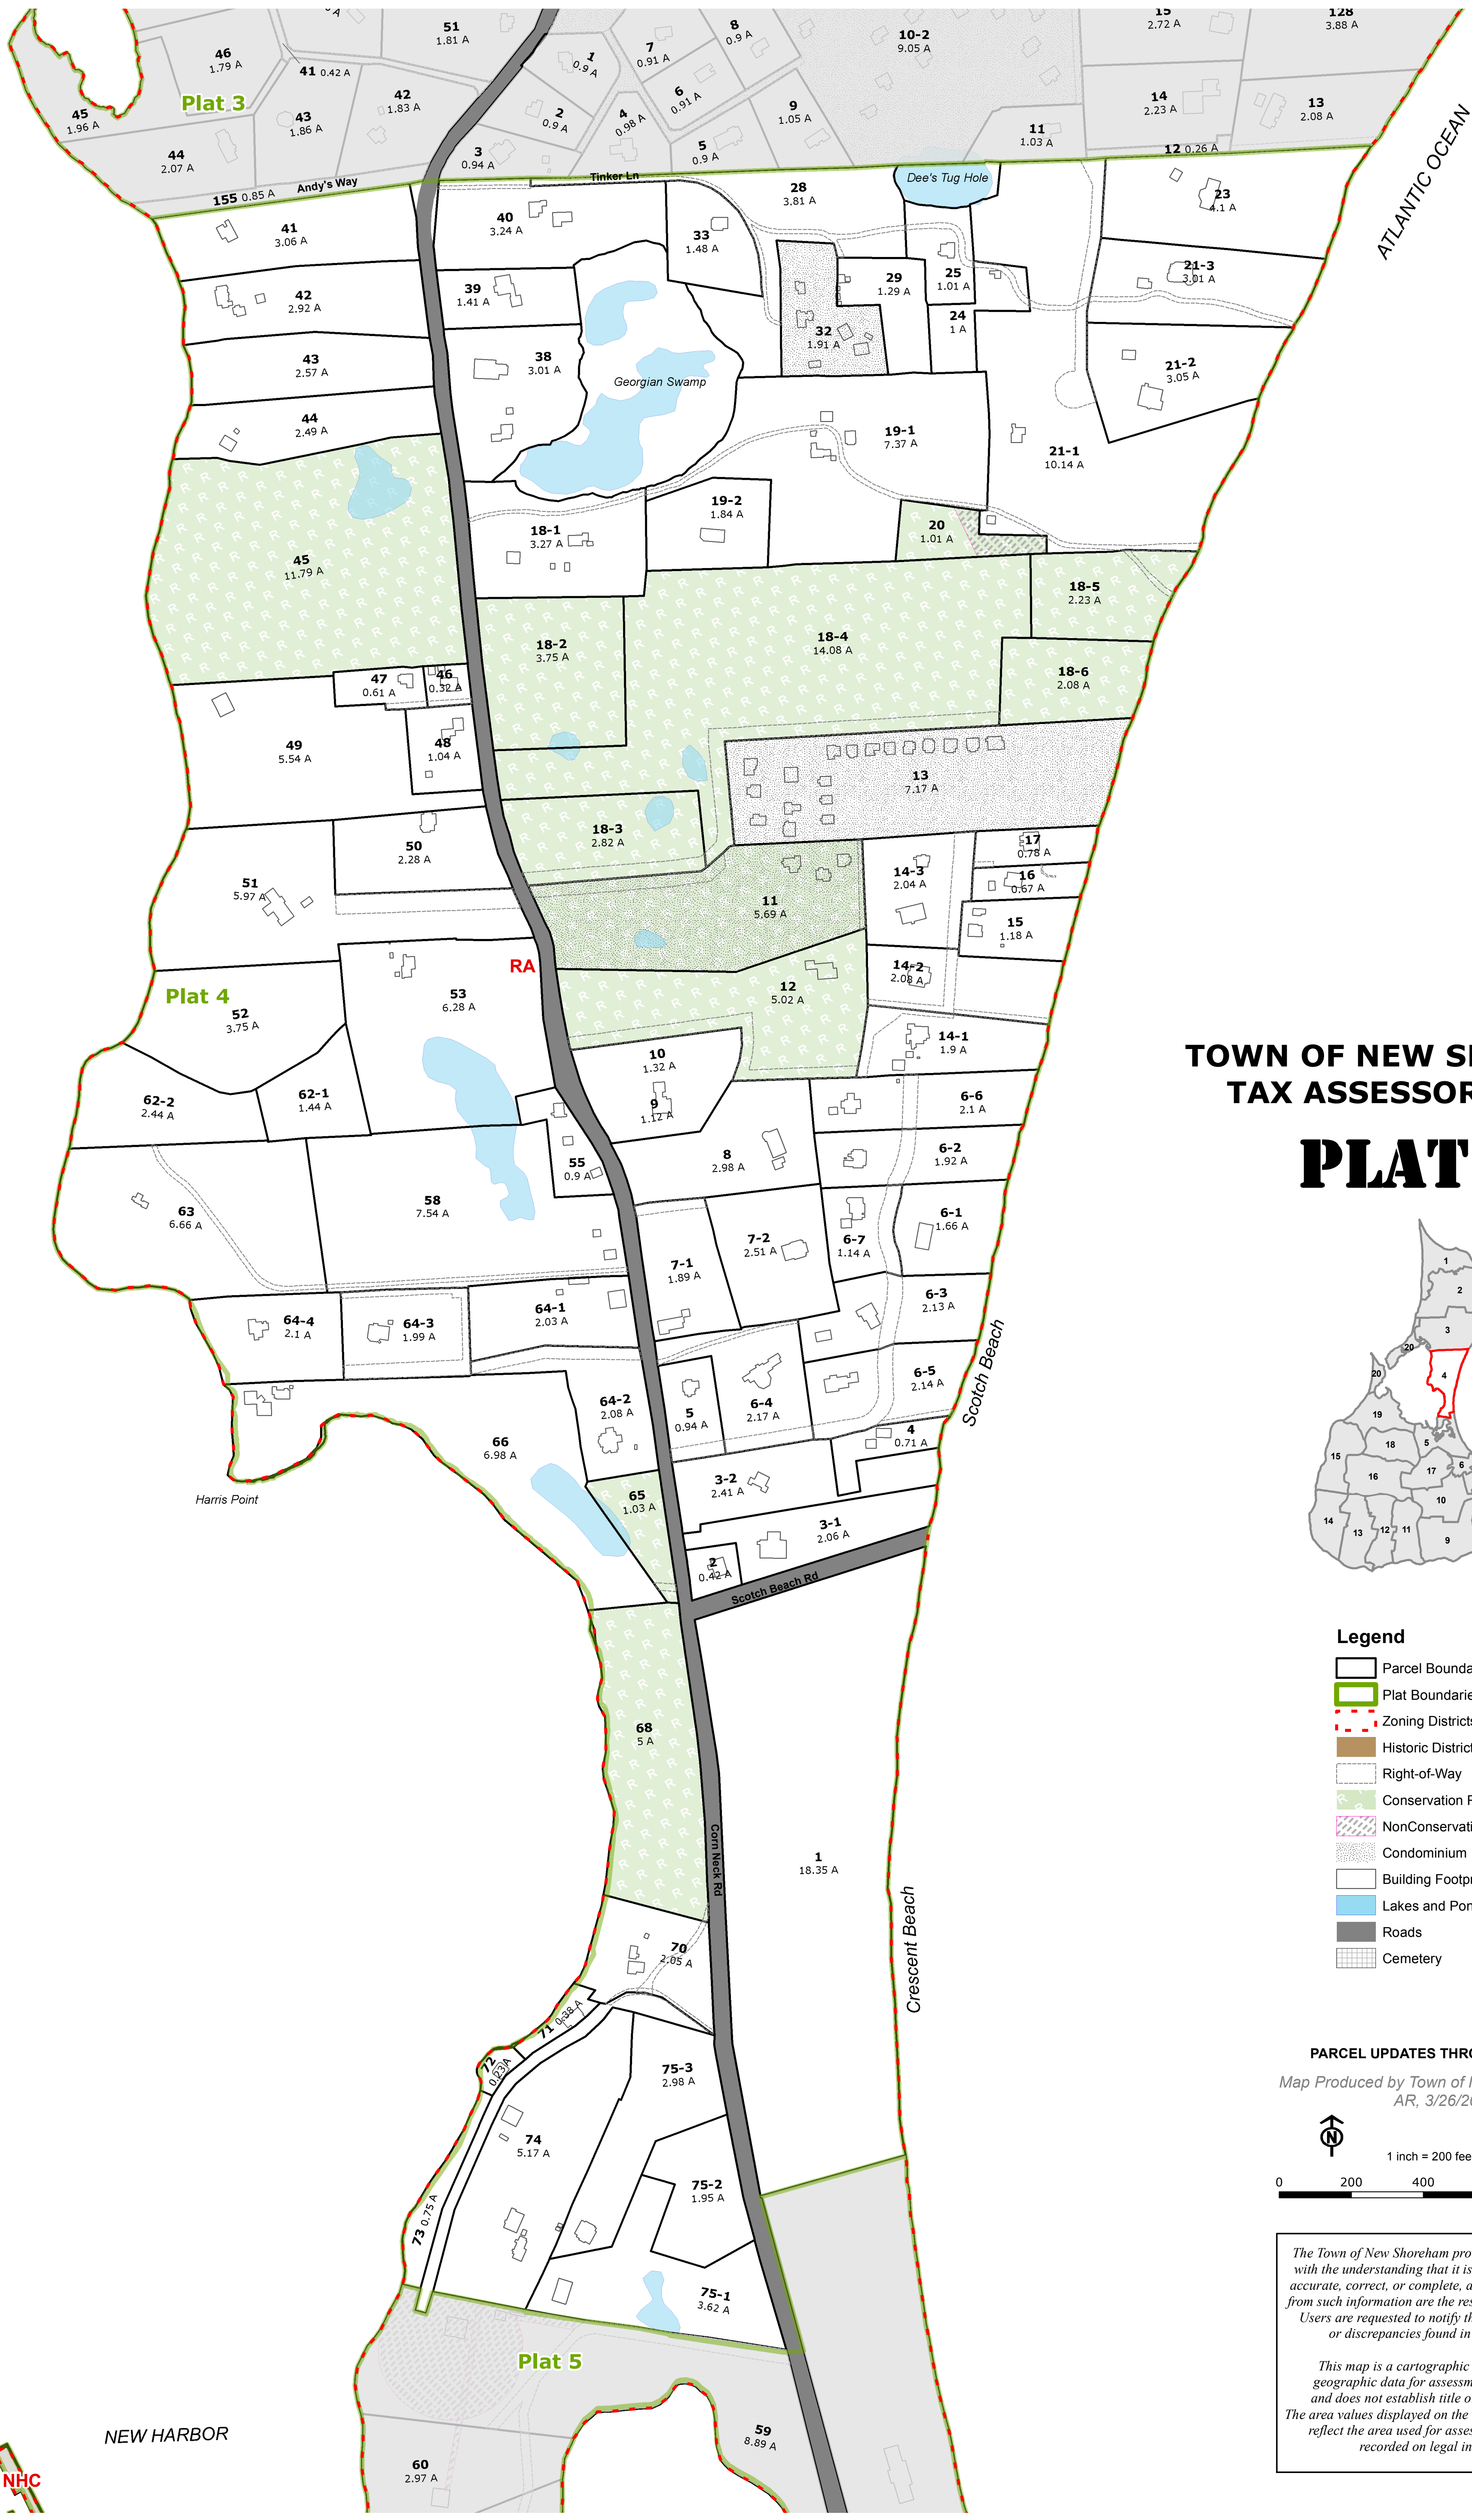 51
1.81 A
46
1.79 A
41 0.42 A
45
1.96 A
Plat 3
43
1.86 A
42
1.83 A
44
2.07 A
155 0.85 A
Andy's Way
1
0.9 A
7
0.91 A
8
0.9 A
6
0.91 A
2
0.9 A
4
0.98 A
3
0.94 A
5
0.9 A
9
1.05 A
10-2
9.05 A
11
1.03 A
15
2.72 A
128
3.88 A
14
2.23 A
13
2.08 A
12 0.26 A
ATLANTIC OCEAN
Tinker Ln
Dee's Tug Hole
28
3.81 A
23
4.1 A
41
3.06 A
40
3.24 A
33
1.48 A
42
2.92 A
39
1.41 A
29
1.29 A
25
1.01 A
21-3
3.01 A
32
1.91 A
24
1 A
43
2.57 A
38
3.01 A
Georgian Swamp
21-2
3.05 A
44
2.49 A
19-1
7.37 A
21-1
10.14 A
45
11.79 A
18-1
3.27 A
19-2
1.84 A
20
1.01 A
18-5
2.23 A
18-2
3.75 A
18-4
14.08 A
18-6
2.08 A
47
0.61 A
46
0.32 A
49
5.54 A
48
1.04 A
13
7.17 A
50
2.28 A
18-3
2.82 A
17
0.78 A
51
5.97 A
14-3
2.04 A
16
0.67 A
11
5.69 A
15
1.18 A
RA
14-2
2.08 A
Plat 4
52
3.75 A
53
6.28 A
12
5.02 A
10
1.32 A
14-1
1.9 A
TOWN OF NEW
TAX ASSESSOR
PLAT
62-2
2.44 A
62-1
1.44 A
9
1.12 A
6-6
2.1 A
55
0.9 A
8
2.98 A
6-2
1.92 A
63
6.66 A
58
7.54 A
7-2
2.51 A
6-7
1.14 A
6-1
1.66 A
7-1
1.89 A
6-3
2.13 A
64-4
2.1 A
64-3
1.99 A
64-1
2.03 A
6-5
2.14 A
Scotch Beach
64-2
2.08 A
5
0.94 A
6-4
2.17 A
4
0.71 A
66
6.98 A
3-2
2.41 A
Harris Point
65
1.03 A
3-1
2.06 A
2
0.42 A
Scotch Beach Rd
1
2
3
20
4
20
19
5
18
15
6
17
16
10
14
13
12
11
9
68
5 A
Corn Neck Rd
1
18.35 A
Crescent Beach
Legend
Parcel
Plat
Zoning
Historic
Right-of-Way
Conservation
Condominium
Building
Lakes and
Roads
Cemetery
70
2.05 A
71 0.38 A
72
0.23 A
75-3
2.98 A
74
5.17 A
73 0.75 A
75-2
1.95 A
75-1
3.62 A
PARCEL UPDATES
Map Produced by Town of
AR,
N
1 inch = 200
0 200 400
The Town of New Shoreham
with the understanding that it is
accurate, correct, or complete,
from such information are the
Users are requested to notify
or discrepancies found in
This map is a cartographic
geographic data for
and does not establish title
The area values displayed on the
reflect the area used for
recorded on legal
Plat 5
59
8.89 A
NEW HARBOR
60
2.97 A
NHC